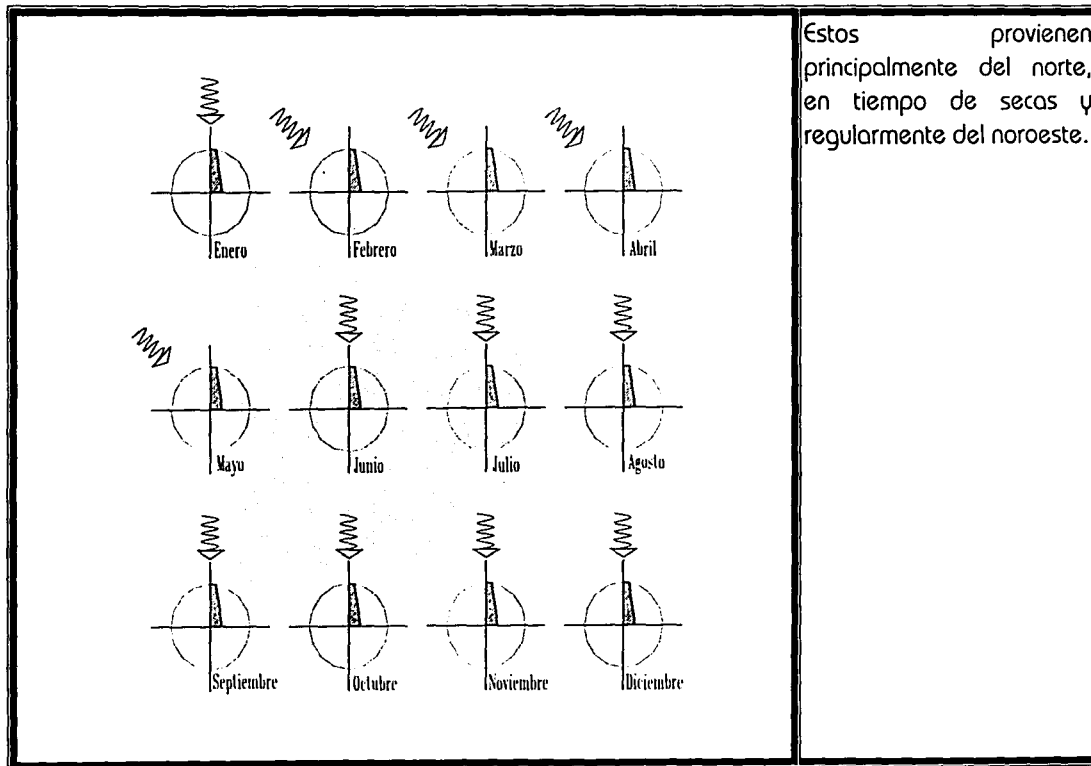 Estos provienen
principalmente del norte,
en tiempo de secas y
regularmente del noroeste.
Enero Febrero Marzo Abril
Mayo Junio Julio Agosto
Septiembre Octubre Noviembre Diciembre